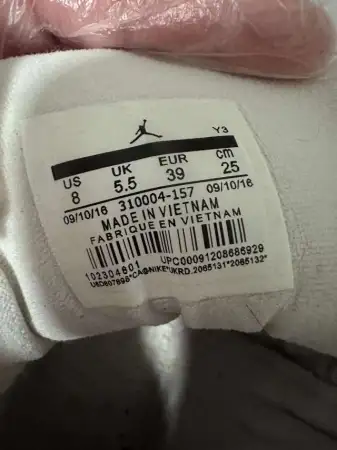 Y3
US UK EUR cm
8 5.5 39 25
09/10/16 310004-157 09/10/16
MADE IN VIETNAM
FABRIQUE EN VIETNAM
UPC00091208686929
102304601